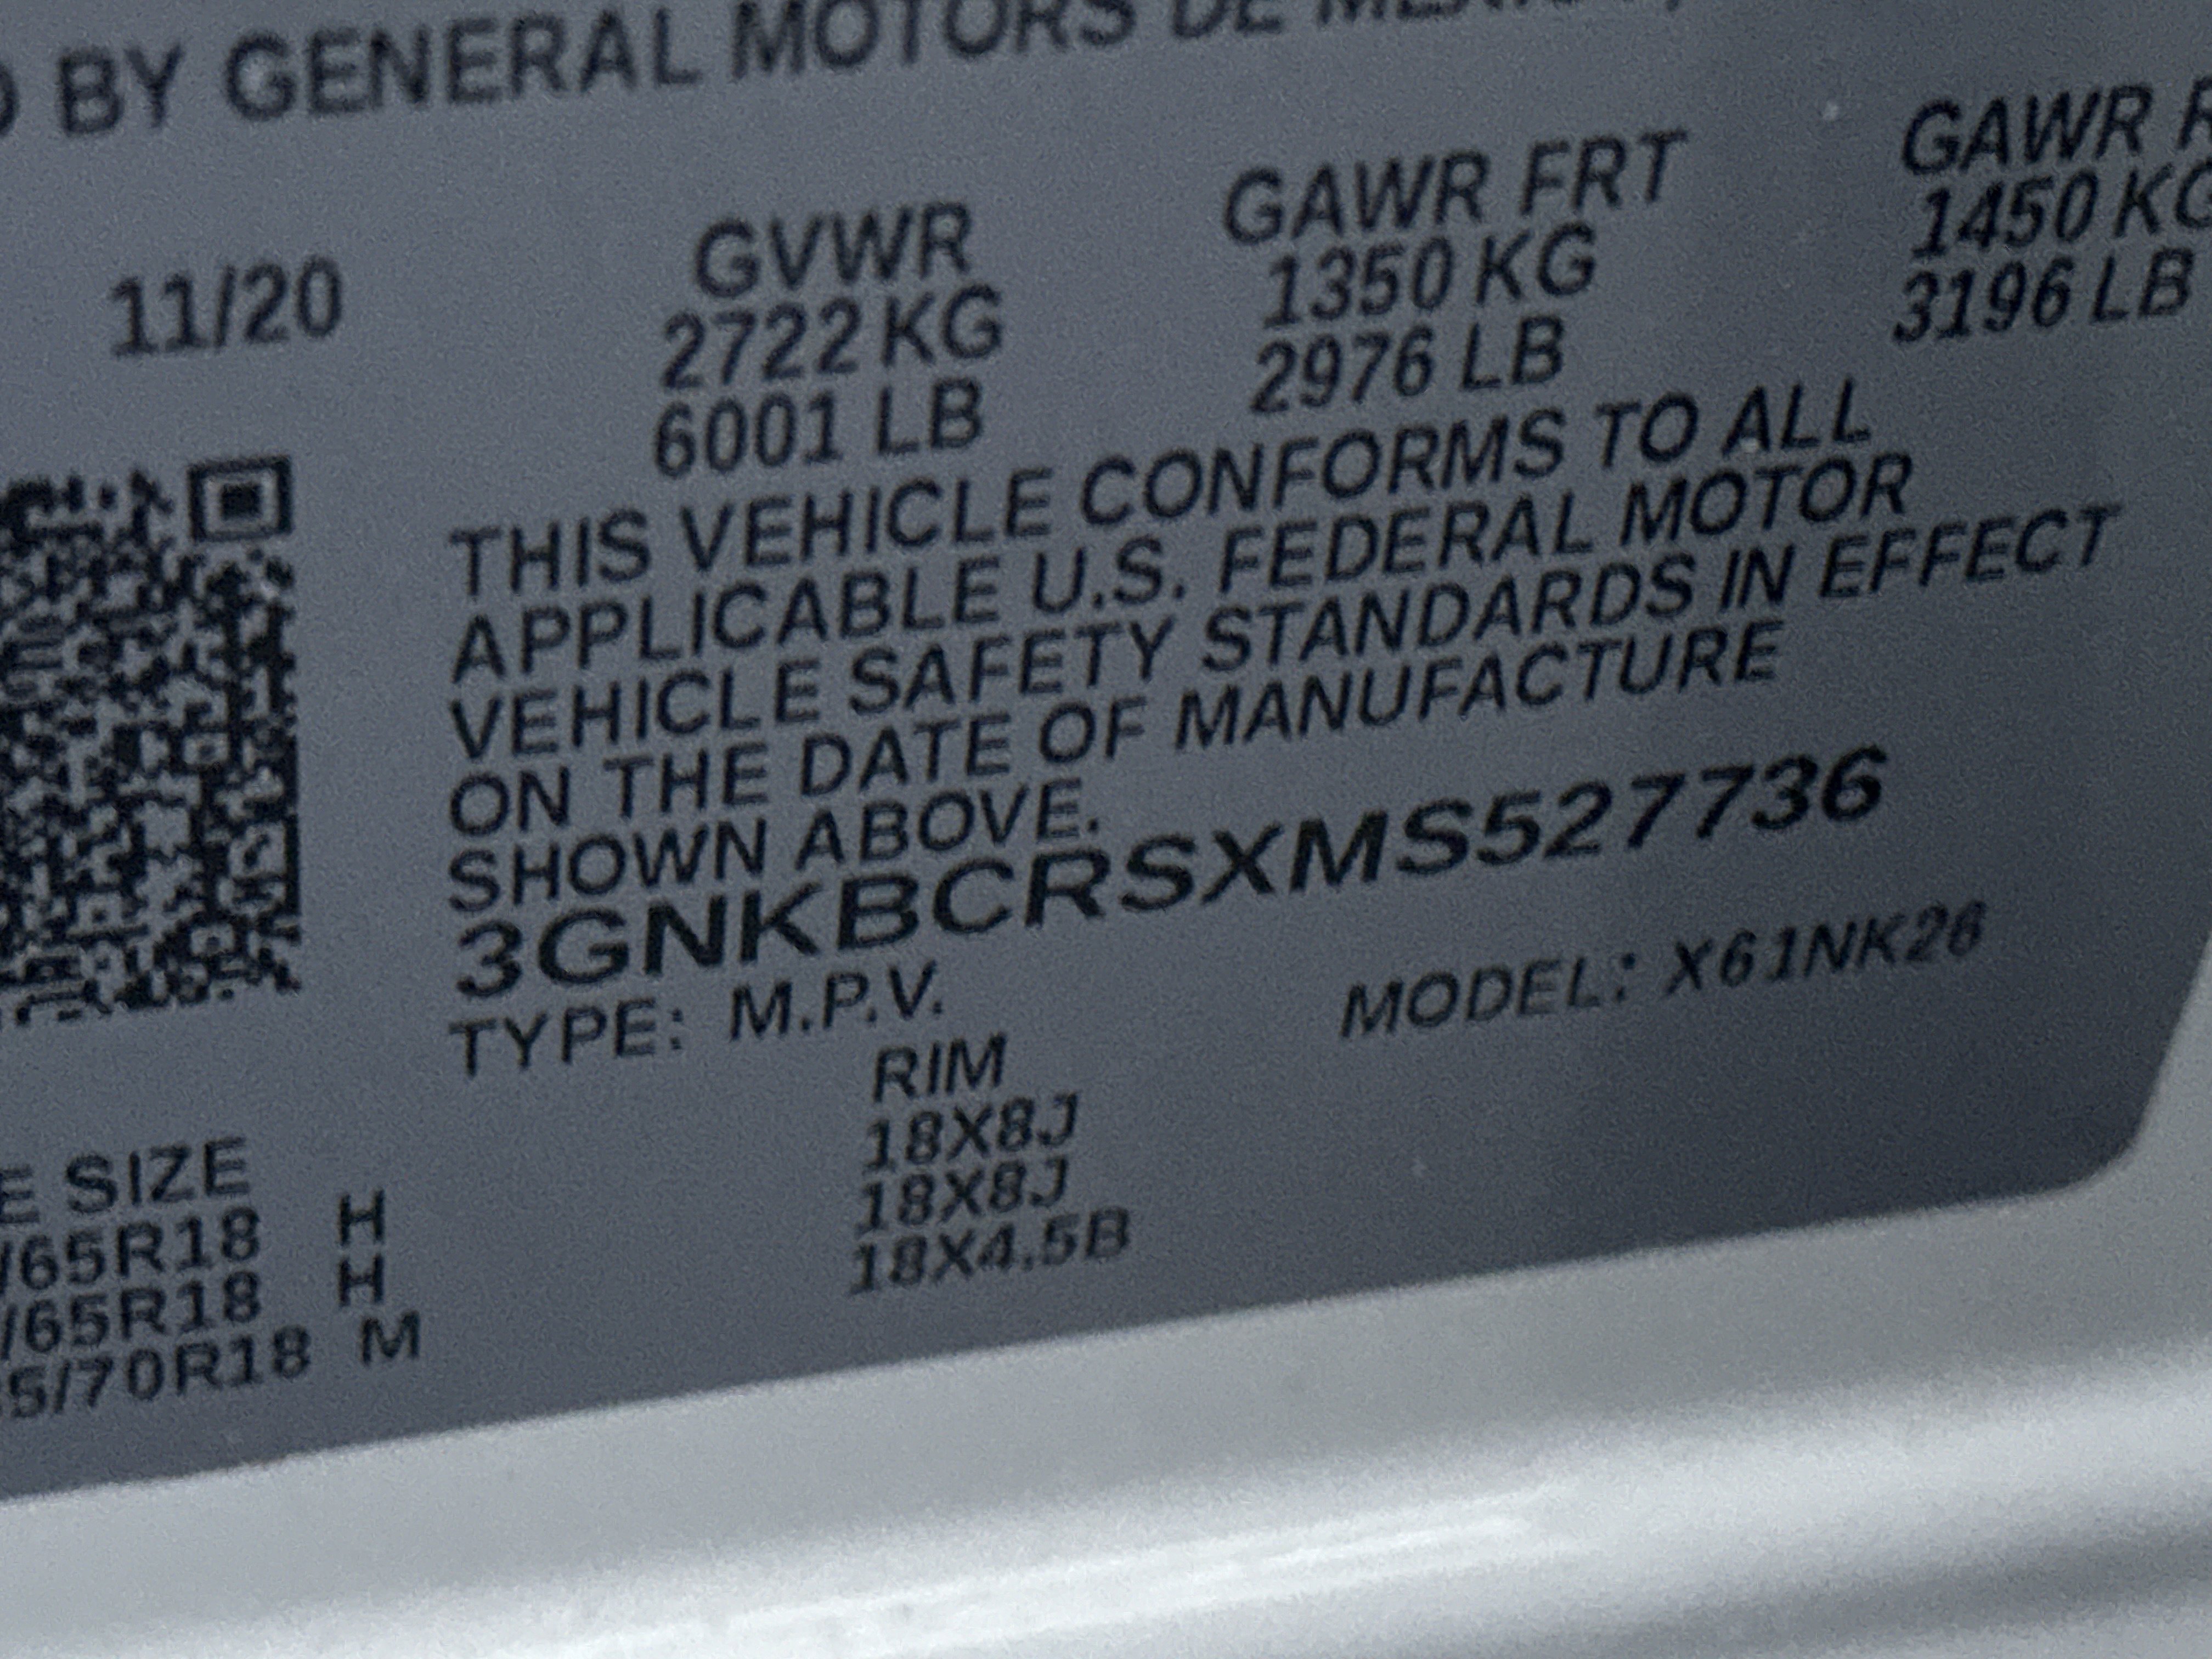 BY GENERAL MOTORS DE
11/20
GVWR
2722 KG
6001 LB
GAWR FRT
1350 KG
2976 LB
GAWR
1450
3196 LB
THIS VEHICLE CONFORMS TO ALL
APPLICABLE U.S. FEDERAL MOTOR
VEHICLE SAFETY STANDARDS IN EFFECT
ON THE DATE OF MANUFACTURE
SHOWN ABOVE.
3GNKBCRSXMS527736
TYPE: M.P.V. MODEL: X61NK26
SIZE RIM
/65R18 H 18X8J
/65R18 H 18X8J
5/70R18 M 18X4.5B